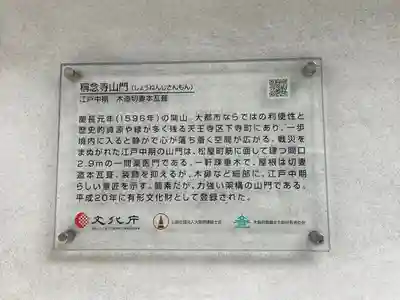 稱念寺山門(しょうねんじさんもん)
江戸中期 木造切妻本瓦葺
慶長元年(1596年)の開山。大都市ならではの利便性と
歴史的資源や緑が多く残る天王寺区下寺町にあり、一歩
境内に入ると静かで心が落ち着く空間が広がる。戦災を
まぬがれた江戸中期の山門は、松屋町筋に面して建つ間口
2.9mの一間薬医門である。一軒疎垂木で、屋根は切妻
造本瓦葺、装飾を抑えるが、木鼻など細部に、江戸中期
らしい意匠を示す。簡素だが、力強い架構の山門である。
平成20年に有形文化財として登録された。
文化庁